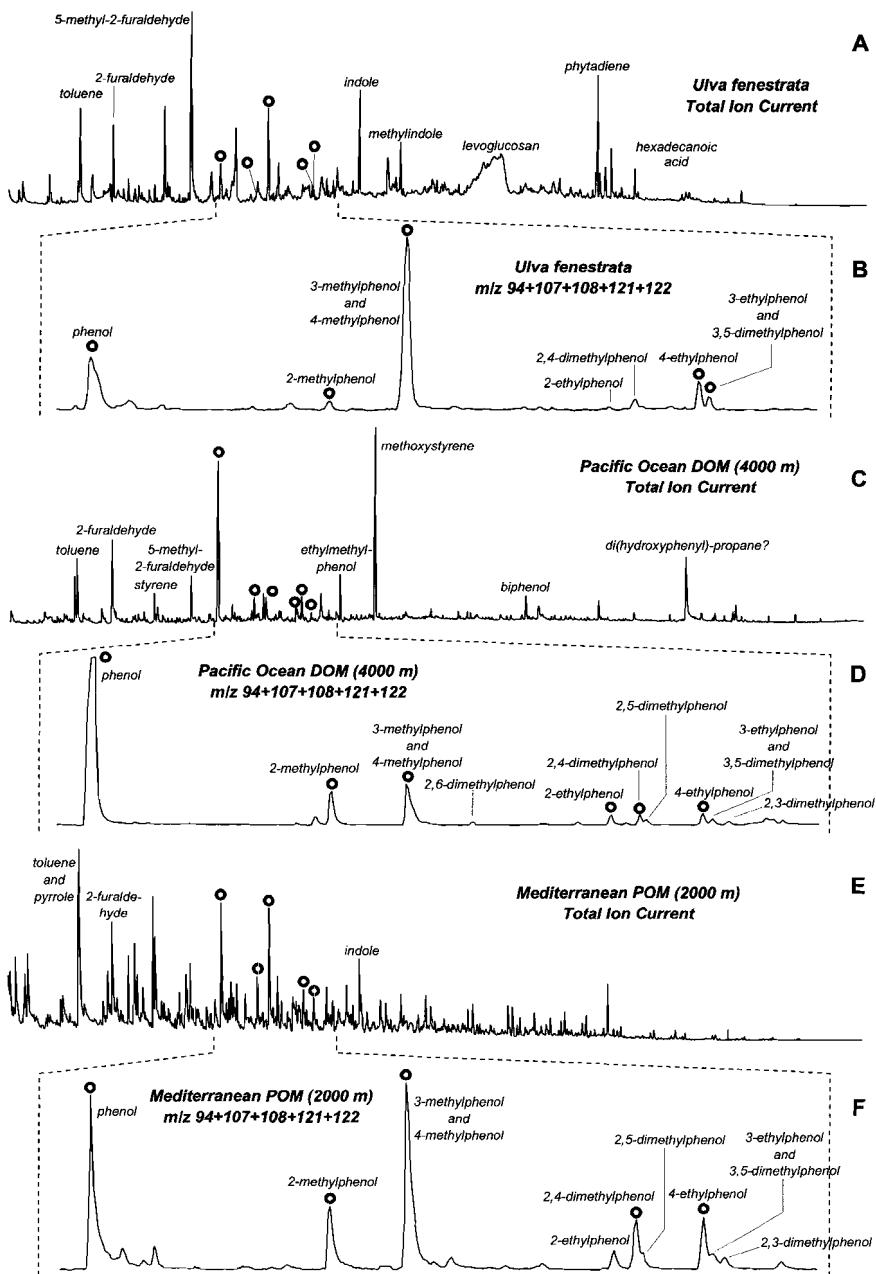 5-methyl-2-furaldehyde
A
2-furaldehyde
toluene
indole
phytadiene
Ulva fenestrata
Total Ion Current
methylindole
levoglucosan
hexadecanoic
acid
B
Ulva fenestrata
m/z 94+107+108+121+122
3-methylphenol
and
4-methylphenol
3-ethylphenol
and
3,5-dimethylphenol
phenol
2-methylphenol
2,4-dimethylphenol
4-ethylphenol
2-ethylphenol
methoxystyrene
C
Pacific Ocean DOM (4000 m)
Total Ion Current
2-furaldehyde
toluene
5-methyl-
2-furaldehyde
styrene
ethylmethyl-
phenol
di(hydroxyphenyl)-propane?
biphenol
D
Pacific Ocean DOM (4000 m)
m/z 94+107+108+121+122
phenol
2,5-dimethylphenol
3-methylphenol
and
4-methylphenol
3-ethylphenol
and
3,5-dimethylphenol
2-methylphenol
2,6-dimethylphenol
2,4-dimethylphenol
2-ethylphenol
4-ethylphenol
2,3-dimethylphenol
toluene
and
pyrrole
E
2-furalde-
hyde
Mediterranean POM (2000 m)
Total Ion Current
indole
F
Mediterranean POM (2000 m)
m/z 94+107+108+121+122
phenol
3-methylphenol
and
4-methylphenol
2,5-dimethylphenol
3-ethylphenol
and
3,5-dimethylphenol
2-methylphenol
2,4-dimethylphenol
4-ethylphenol
2-ethylphenol
2,3-dimethylphenol